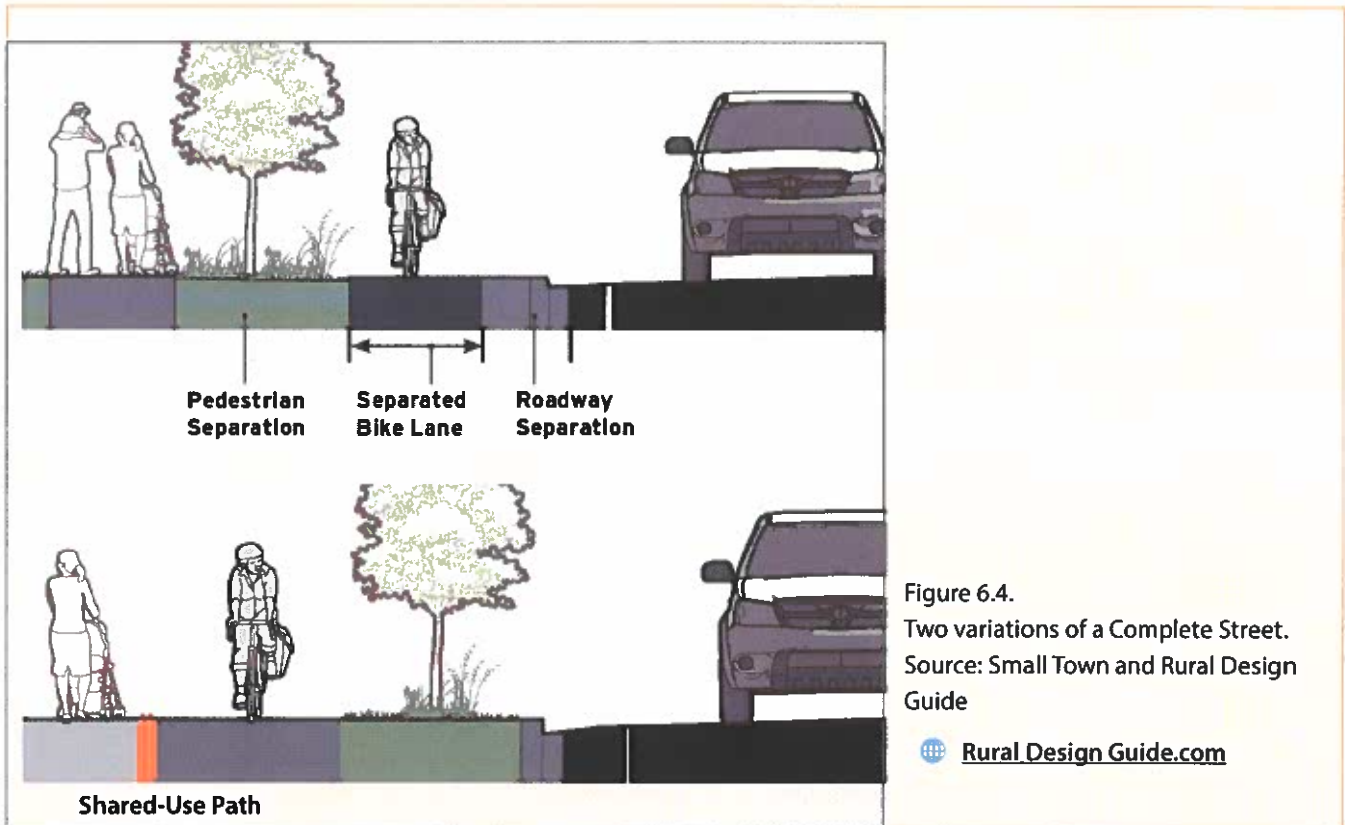 Pedestrian
Separation
Separated
Bike Lane
Roadway
Separation
Shared-Use Path
Figure 6.4.
Two variations of a Complete Street.
Source: Small Town and Rural Design
Guide
Rural Design Guide.com